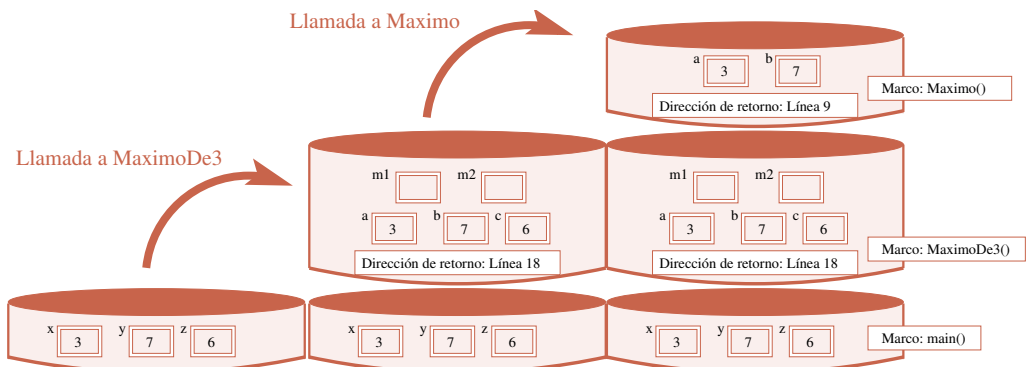 Llamada a Maximo
a 3 b 7
Marco: Maximo()
Dirección de retorno: Línea 9
Llamada a MaximoDe3
m1 m2 m1 m2
a 3 b 7 c 6 a 3 b 7 c 6
Marco: MaximoDe3()
Dirección de retorno: Línea 18 Dirección de retorno: Línea 18
x 3 y 7 z 6 x 3 y 7 z 6 x 3 y 7 z 6
Marco: main()